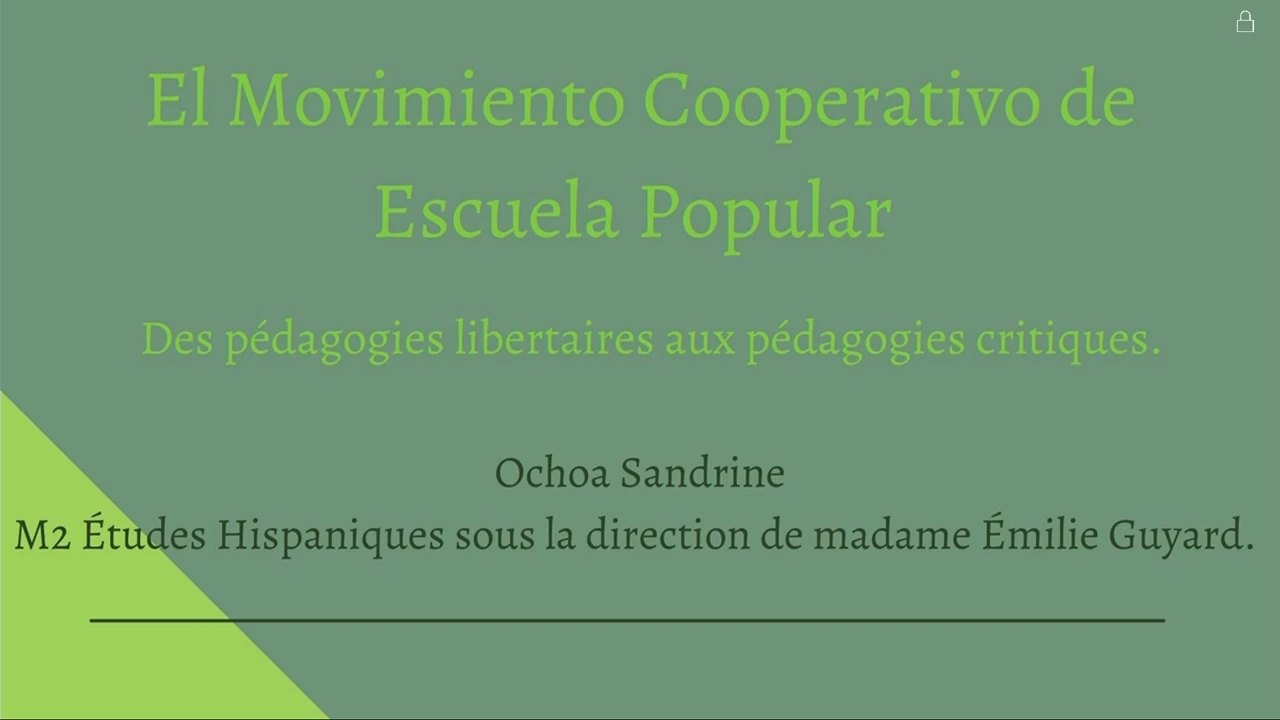 El Movimiento Cooperativo de
Escuela Popular
Des pédagogies libertaires aux pédagogies critiques.
Ochoa Sandrine
M2 Études Hispaniques sous la direction de madame Émilie Guyard.